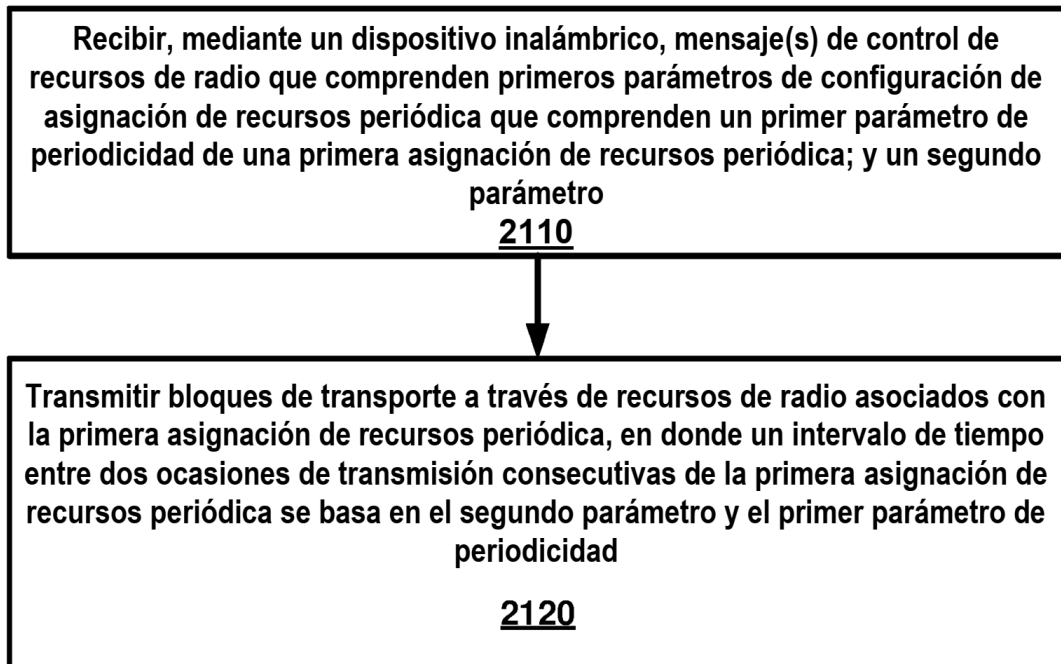 Recibir, mediante un dispositivo inalámbrico, mensaje(s) de control de
recursos de radio que comprenden primeros parámetros de configuración de
asignación de recursos periódica que comprenden un primer parámetro de
periodicidad de una primera asignación de recursos periódica; y un segundo
parámetro
2110
Transmitir bloques de transporte a través de recursos de radio asociados con
la primera asignación de recursos periódica, en donde un intervalo de tiempo
entre dos ocasiones de transmisión consecutivas de la primera asignación de
recursos periódica se basa en el segundo parámetro y el primer parámetro de
periodicidad
2120